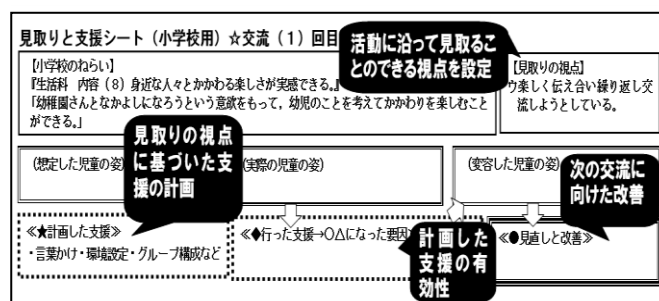 見取りと支援シート（小学校用）☆交流（１）回目
活動に沿って見取るこ
とのできる視点を設定
【小学校のねらい】
『生活科　内容（8）身近な人々とかかわる楽しさが実感できる。』
「幼稚園さんとなかよしになろうという意欲をもって，幼児のことを考えてかかわりを楽しむこと
ができる。」
【見取りの視点】
ウ楽しく伝え合い繰り返し交
流しようとしている。
見取りの視点
に基づいた支
援の計画
（想定した児童の姿）
（実際の児童の姿）
（変容した児童の姿）
次の交流に
向けた改善
≪★計画した支援≫
・言葉かけ・環境設定・グループ構成など
≪◆行った支援→○△になった要因≫
計画した
支援の有
効性
≪●見直しと改善≫